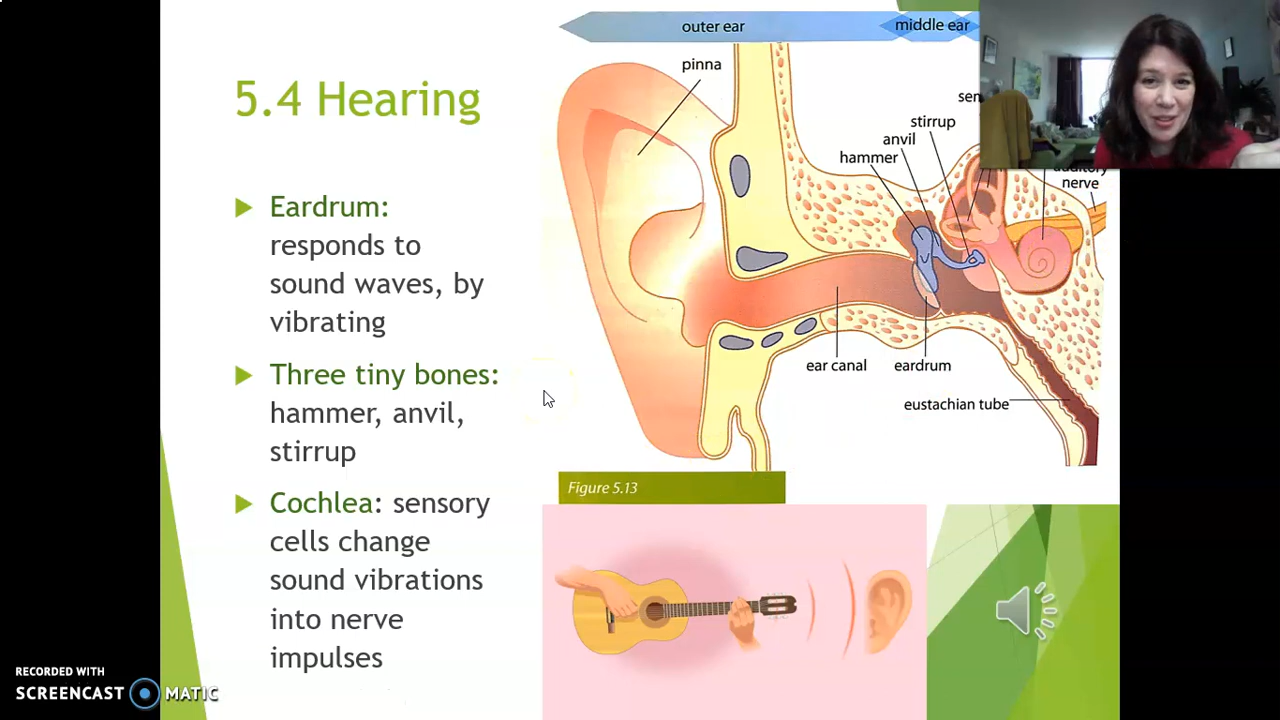 5.4 Hearing
Eardrum:
responds to
sound waves, by
vibrating
Three tiny bones:
hammer, anvil,
stirrup
Cochlea: sensory
cells change
sound vibrations
into nerve
impulses
outer ear
middle ear
pinna
stirrup
anvil
hammer
auditory
nerve
ear canal
eardrum
eustachian tube
Figure 5.13
RECORDED WITH
SCREENCAST MATIC